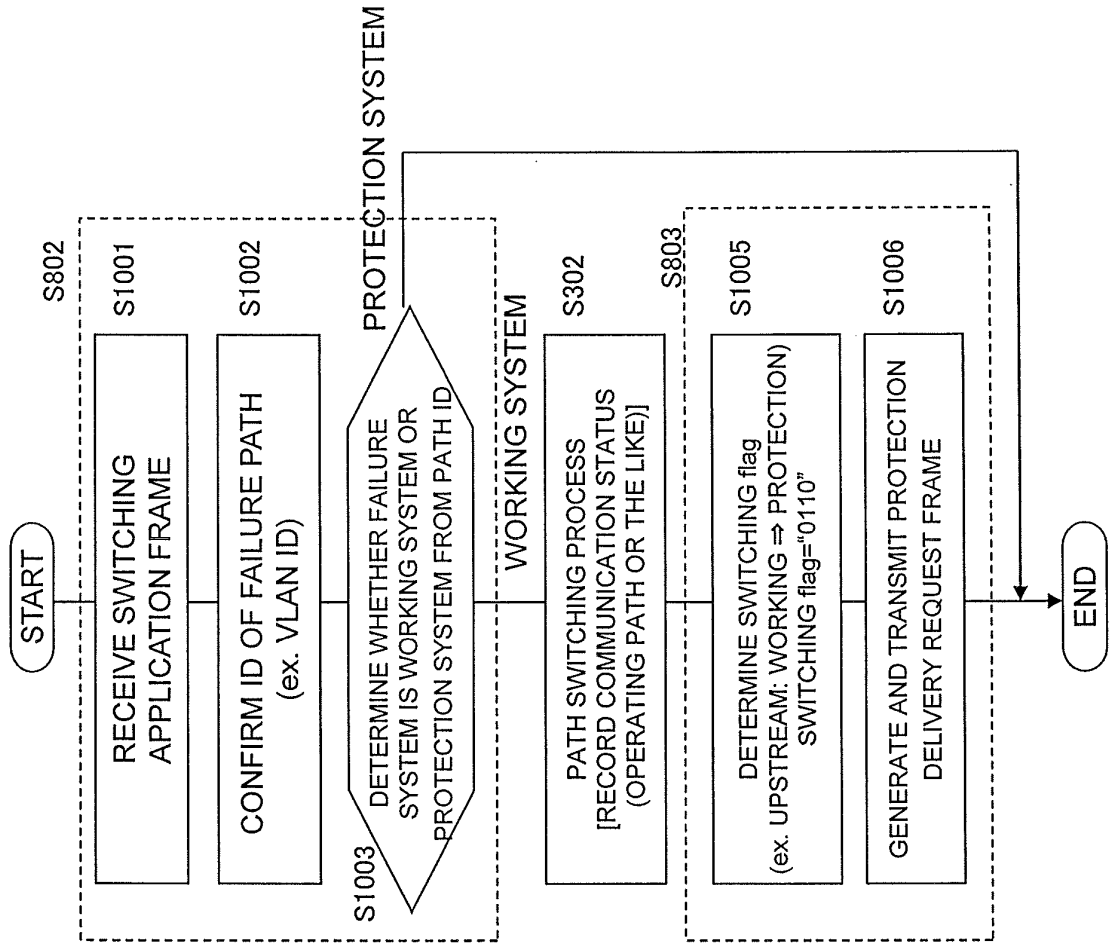 START
S802
S1001
RECEIVE SWITCHING
APPLICATION FRAME
S1002
CONFIRM ID OF FAILURE PATH
(ex. VLAN ID)
S1003
DETERMINE WHETHER FAILURE
SYSTEM IS WORKING SYSTEM OR
PROTECTION SYSTEM FROM PATH ID
PROTECTION SYSTEM
WORKING SYSTEM
S302
PATH SWITCHING PROCESS
[RECORD COMMUNICATION STATUS
(OPERATING PATH OR THE LIKE)]
S803
S1005
DETERMINE SWITCHING flag
(ex. UPSTREAM: WORKING ⇒ PROTECTION)
SWITCHING flag=“0110”
S1006
GENERATE AND TRANSMIT PROTECTION
DELIVERY REQUEST FRAME
END